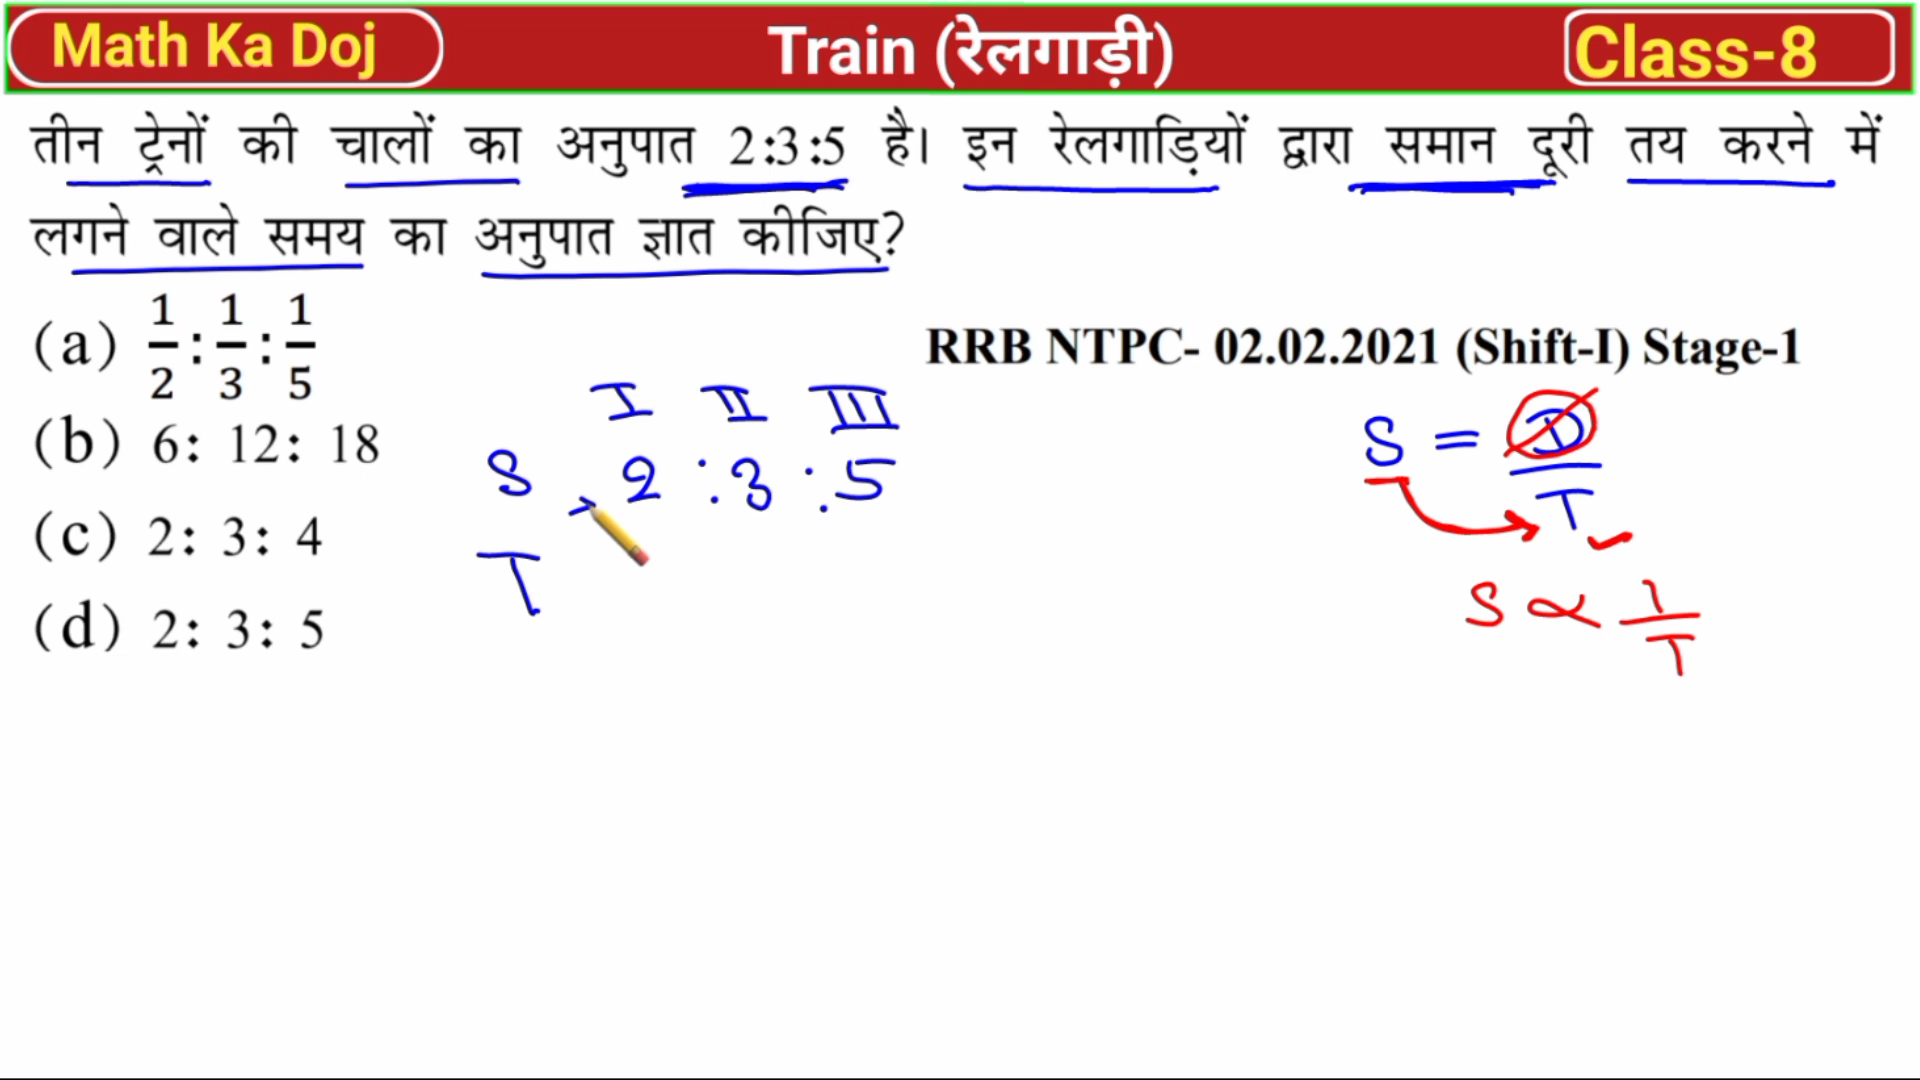 Math Ka Doj
Train (रेलगाड़ी)
Class-8
तीन ट्रेनों की चालों का अनुपात 2:3:5 है। इन रेलगाड़ियों द्वारा समान दूरी तय करने में
लगने वाले समय का अनुपात ज्ञात कीजिए?
(a) 1/2 : 1/3 : 1/5
(b) 6: 12: 18
(c) 2: 3: 4
(d) 2: 3: 5
RRB NTPC- 02.02.2021 (Shift-I) Stage-1
I II III
S 2 : 3 : 5
T
S = D/T
S ∝ 1/T